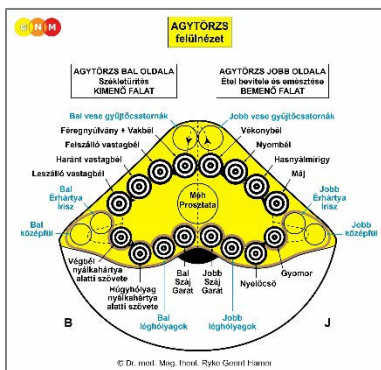 GNM
AGYTÖRZS
felülnézet
AGYTÖRZS BAL OLDALA
Székletürítés
KIMENŐ FALAT
AGYTÖRZS JOBB OLDALA
Étel bevitele és emésztése
BEMENŐ FALAT
Bal vese gyűjtőcsatornák
Jobb vese gyűjtőcsatornák
Féregnyúlvány + Vakbél
Vékonybél
Felszálló vastagbél
Nyombél
Haránt vastagbél
Hasnyálmirigy
Leszálló vastagbél
Máj
Bal
Érhártya
Írisz
Jobb
Érhártya
Írisz
Méh
Prosztata
Bal
középfül
Jobb
középfül
Végbél
nyálkahártya
alatti szövete
Húgyhólyag
nyálkahártya
alatti szövete
Bal
léghólyagok
Bal
Száj
Garat
Jobb
Száj
Garat
Jobb
léghólyagok
Nyelőcső
Gyomor
B
J
© Dr. med. Mag. theol. Ryke Geerd Hamer